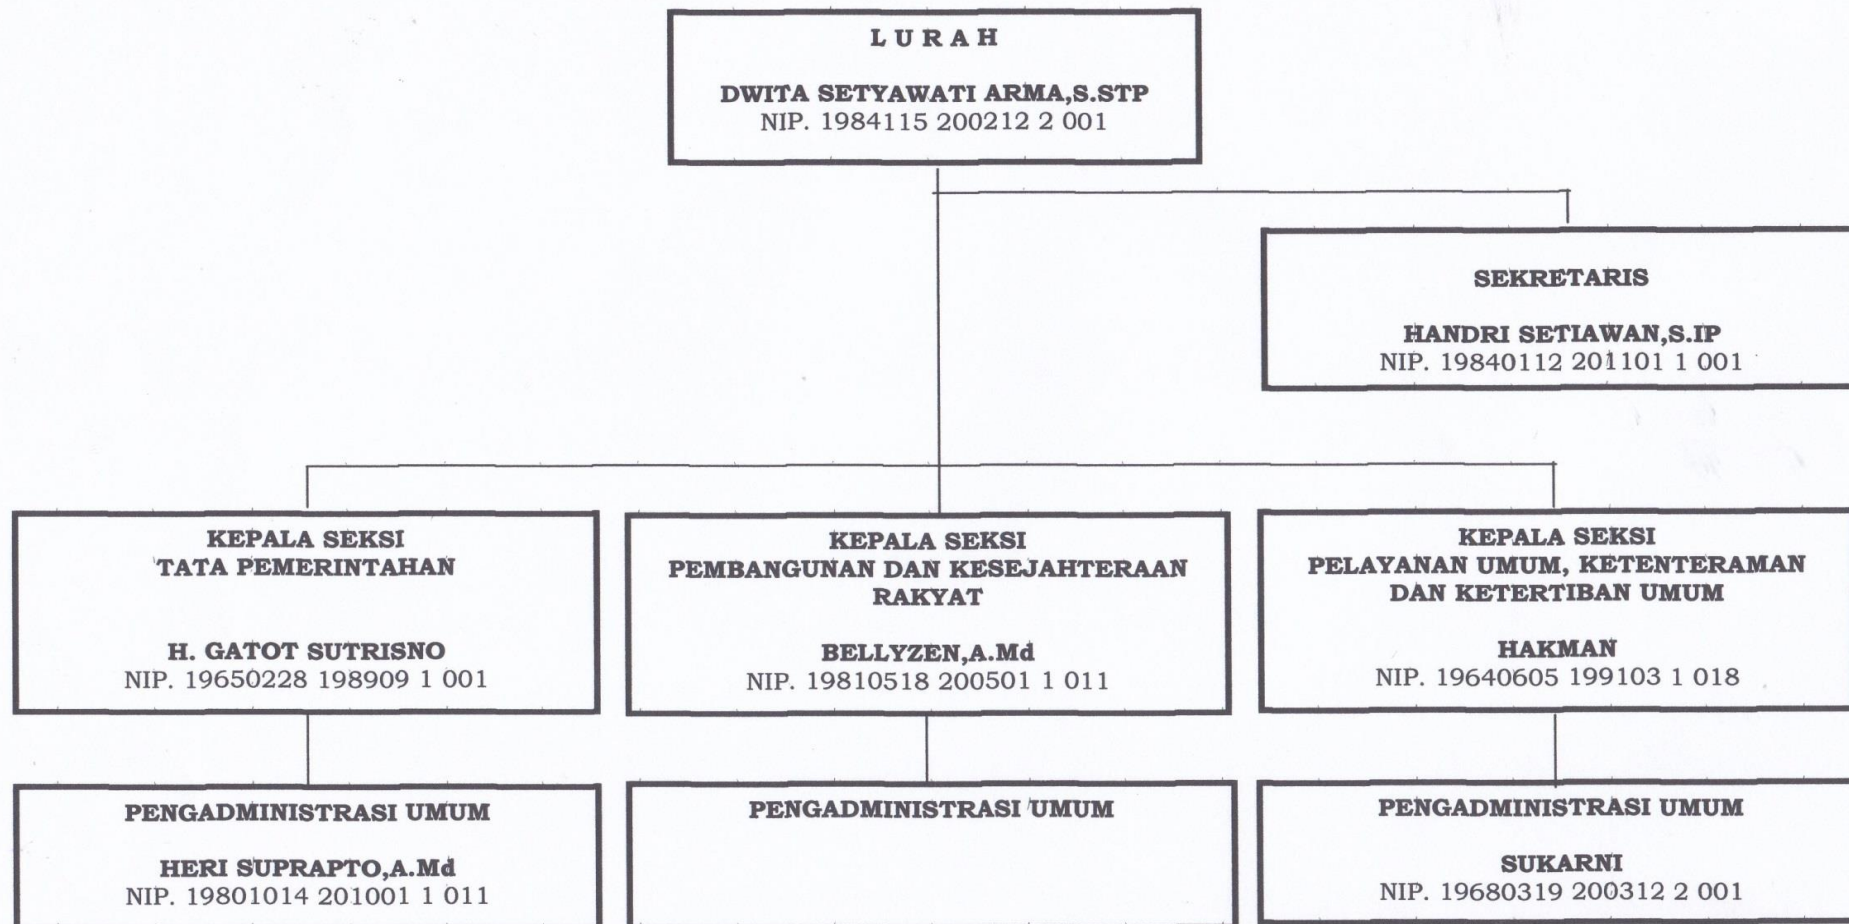 L U R A H
DWITA SETYAWATI ARMA,S.STP
NIP. 1984115 200212 2 001
SEKRETARIS
HANDRI SETIAWAN,S.IP
NIP. 19840112 201101 1 001
KEPALA SEKSI
TATA PEMERINTAHAN
H. GATOT SUTRISNO
NIP. 19650228 198909 1 001
KEPALA SEKSI
PEMBANGUNAN DAN KESEJAHTERAAN
RAKYAT
BELLYZEN,A.Md
NIP. 19810518 200501 1 011
KEPALA SEKSI
PELAYANAN UMUM, KETENTERAMAN
DAN KETERTIBAN UMUM
HAKMAN
NIP. 19640605 199103 1 018
PENGADMINISTRASI UMUM
HERI SUPRAPTO,A.Md
NIP. 19801014 201001 1 011
PENGADMINISTRASI UMUM
PENGADMINISTRASI UMUM
SUKARNI
NIP. 19680319 200312 2 001